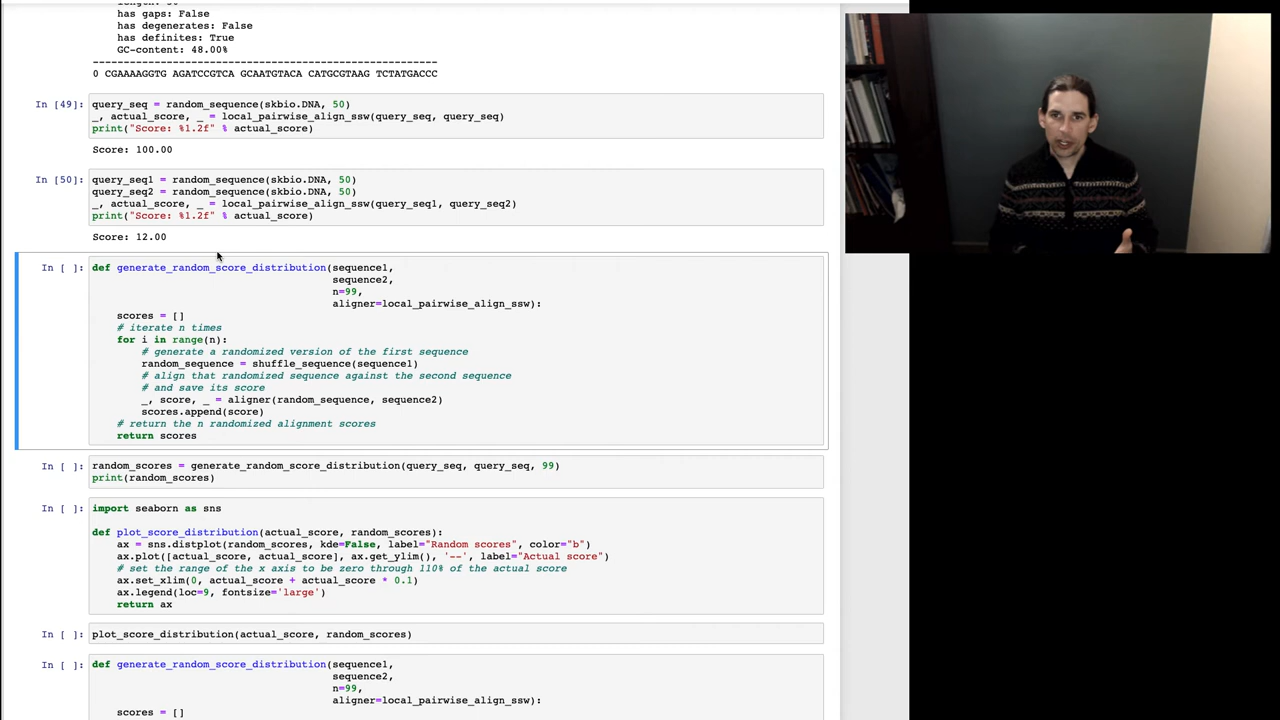 has gaps: False
has degenerates: False
has definites: True
GC-content: 48.00%
--------------------------------------------------------
0 CGAAAAGGTG AGATCCGTCA GCAATGTACA CATGCGTAAG TCTATGACCC
In [49]: query_seq = random_sequence(skbio.DNA, 50)
_, actual_score, _ = local_pairwise_align_ssw(query_seq, query_seq)
print("Score: %1.2f" % actual_score)
Score: 100.00
In [50]: query_seq1 = random_sequence(skbio.DNA, 50)
query_seq2 = random_sequence(skbio.DNA, 50)
_, actual_score, _ = local_pairwise_align_ssw(query_seq1, query_seq2)
print("Score: %1.2f" % actual_score)
Score: 12.00
In [ ]: def generate_random_score_distribution(sequence1,
sequence2,
n=99,
aligner=local_pairwise_align_ssw):
scores = []
# iterate n times
for i in range(n):
# generate a randomized version of the first sequence
random_sequence = shuffle_sequence(sequence1)
# align that randomized sequence against the second sequence
# and save its score
_, score, _ = aligner(random_sequence, sequence2)
scores.append(score)
# return the n randomized alignment scores
return scores
In [ ]: random_scores = generate_random_score_distribution(query_seq, query_seq, 99)
print(random_scores)
In [ ]: import seaborn as sns
def plot_score_distribution(actual_score, random_scores):
ax = sns.distplot(random_scores, kde=False, label="Random scores", color="b")
ax.plot([actual_score, actual_score], ax.get_ylim(), '--', label="Actual score")
# set the range of the x axis to be zero through 110% of the actual score
ax.set_xlim(0, actual_score + actual_score * 0.1)
ax.legend(loc=9, fontsize='large')
return ax
In [ ]: plot_score_distribution(actual_score, random_scores)
In [ ]: def generate_random_score_distribution(sequence1,
sequence2,
n=99,
aligner=local_pairwise_align_ssw):
scores = []